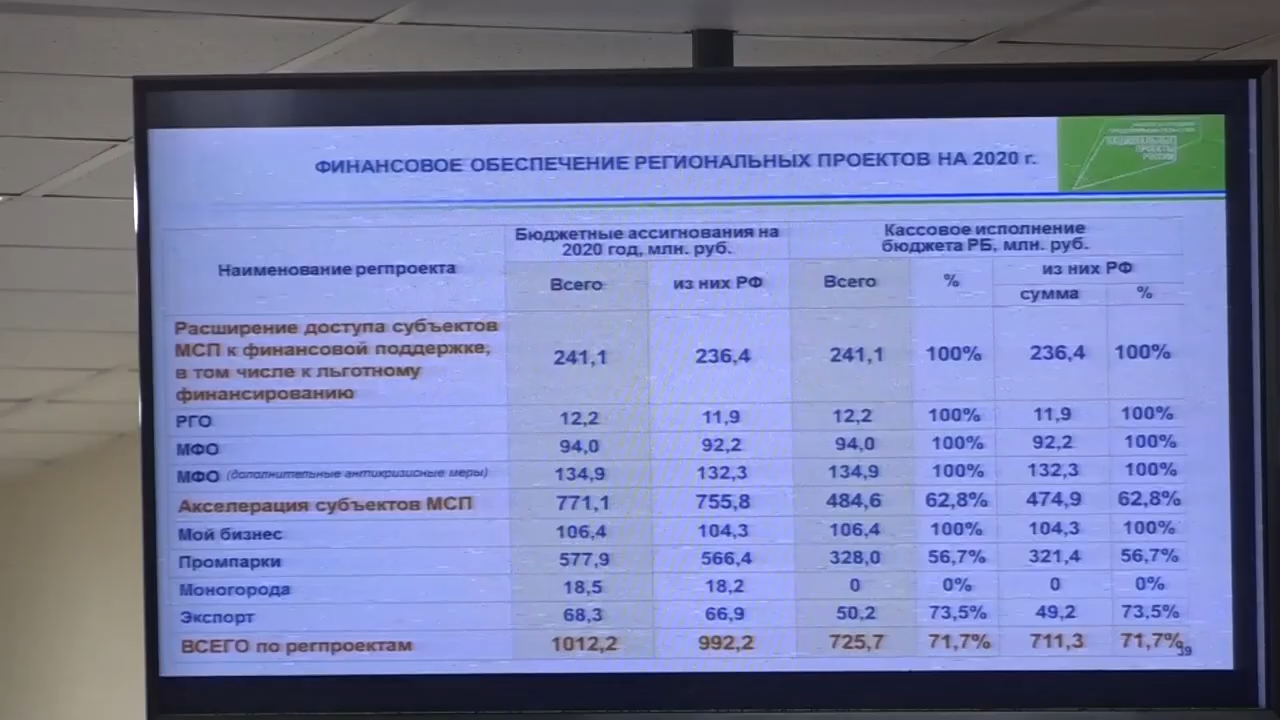 ФИНАНСОВОЕ ОБЕСПЕЧЕНИЕ РЕГИОНАЛЬНЫХ ПРОЕКТОВ НА 2020 г.
НАЦИОНАЛЬНЫЕ
ПРОЕКТЫ
РОССИИ
Наименование регпроекта
Бюджетные ассигнования на
2020 год, млн. руб.
Кассовое исполнение
бюджета РБ, млн. руб.
Всего из них РФ Всего % из них РФ
сумма %
Расширение доступа субъектов
МСП к финансовой поддержке,
в том числе к льготному
финансированию
241,1 236,4 241,1 100% 236,4 100%
РГО 12,2 11,9 12,2 100% 11,9 100%
МФО 94,0 92,2 94,0 100% 92,2 100%
МФО (дополнительные антикризисные меры) 134,9 132,3 134,9 100% 132,3 100%
Акселерация субъектов МСП 771,1 755,8 484,6 62,8% 474,9 62,8%
Мой бизнес 106,4 104,3 106,4 100% 104,3 100%
Промпарки 577,9 566,4 328,0 56,7% 321,4 56,7%
Моногорода 18,5 18,2 0 0% 0 0%
Экспорт 68,3 66,9 50,2 73,5% 49,2 73,5%
ВСЕГО по регпроектам 1012,2 992,2 725,7 71,7% 711,3 71,7%
39